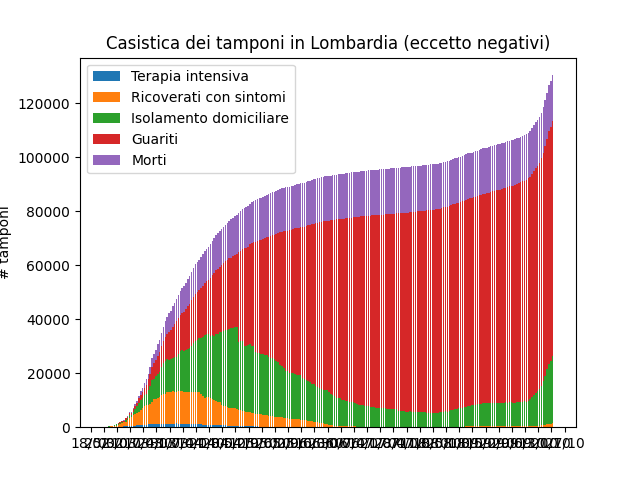 Casistica dei tamponi in Lombardia (eccetto negativi)
Terapia intensiva
Ricoverati con sintomi
Isolamento domiciliare
Guariti
Morti
120000
100000
80000
60000
40000
20000
0
# tamponi